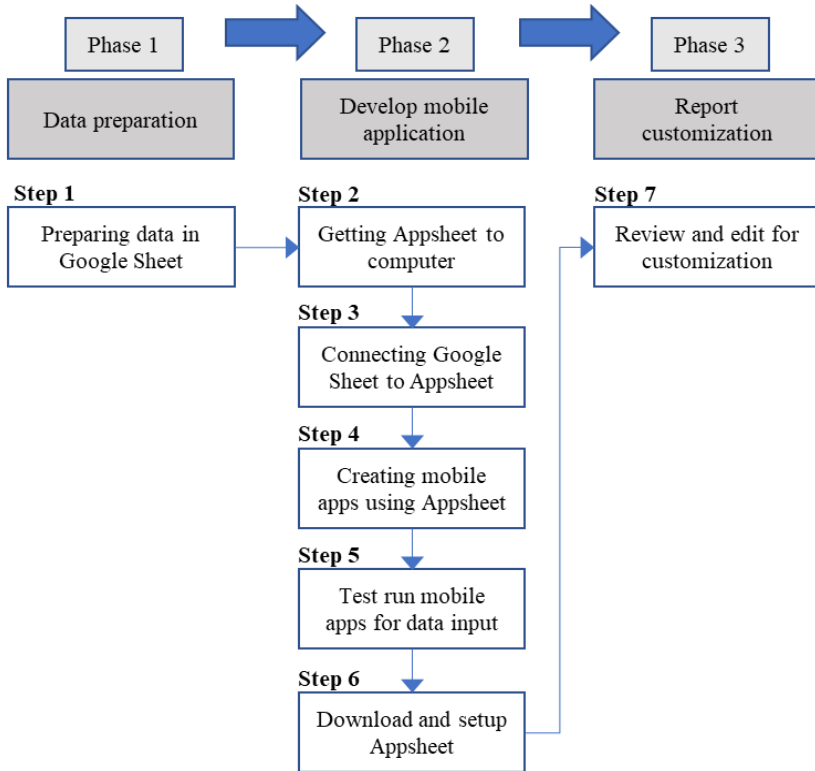 Phase 1
Phase 2
Phase 3
Data preparation
Develop mobile
application
Report
customization
Step 1
Preparing data in
Google Sheet
Step 2
Getting Appsheet to
computer
Step 3
Connecting Google
Sheet to Appsheet
Step 4
Creating mobile
apps using Appsheet
Step 5
Test run mobile
apps for data input
Step 6
Download and setup
Appsheet
Step 7
Review and edit for
customization